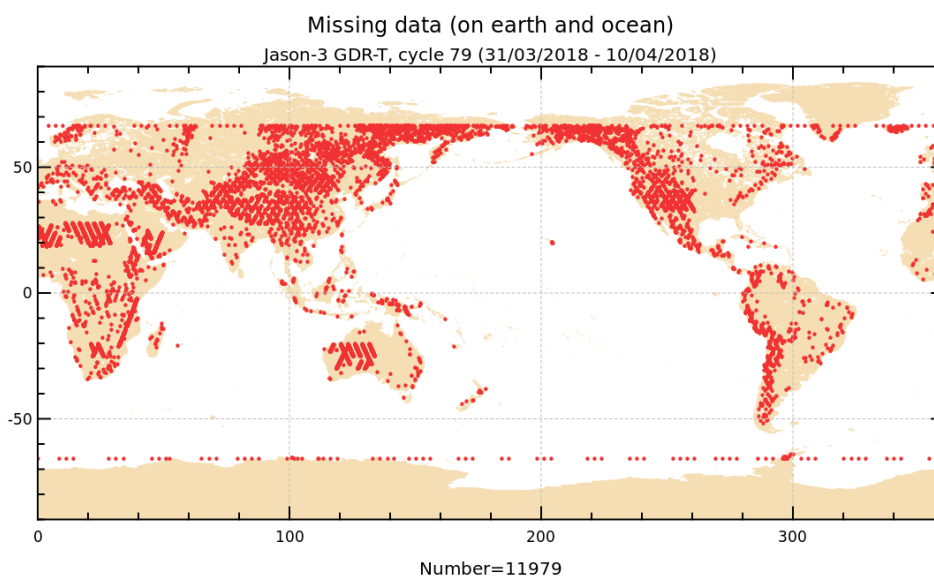 Missing data (on earth and ocean)
Jason-3 GDR-T, cycle 79 (31/03/2018 - 10/04/2018)
50
0
-50
0 100 200 300
Number=11979